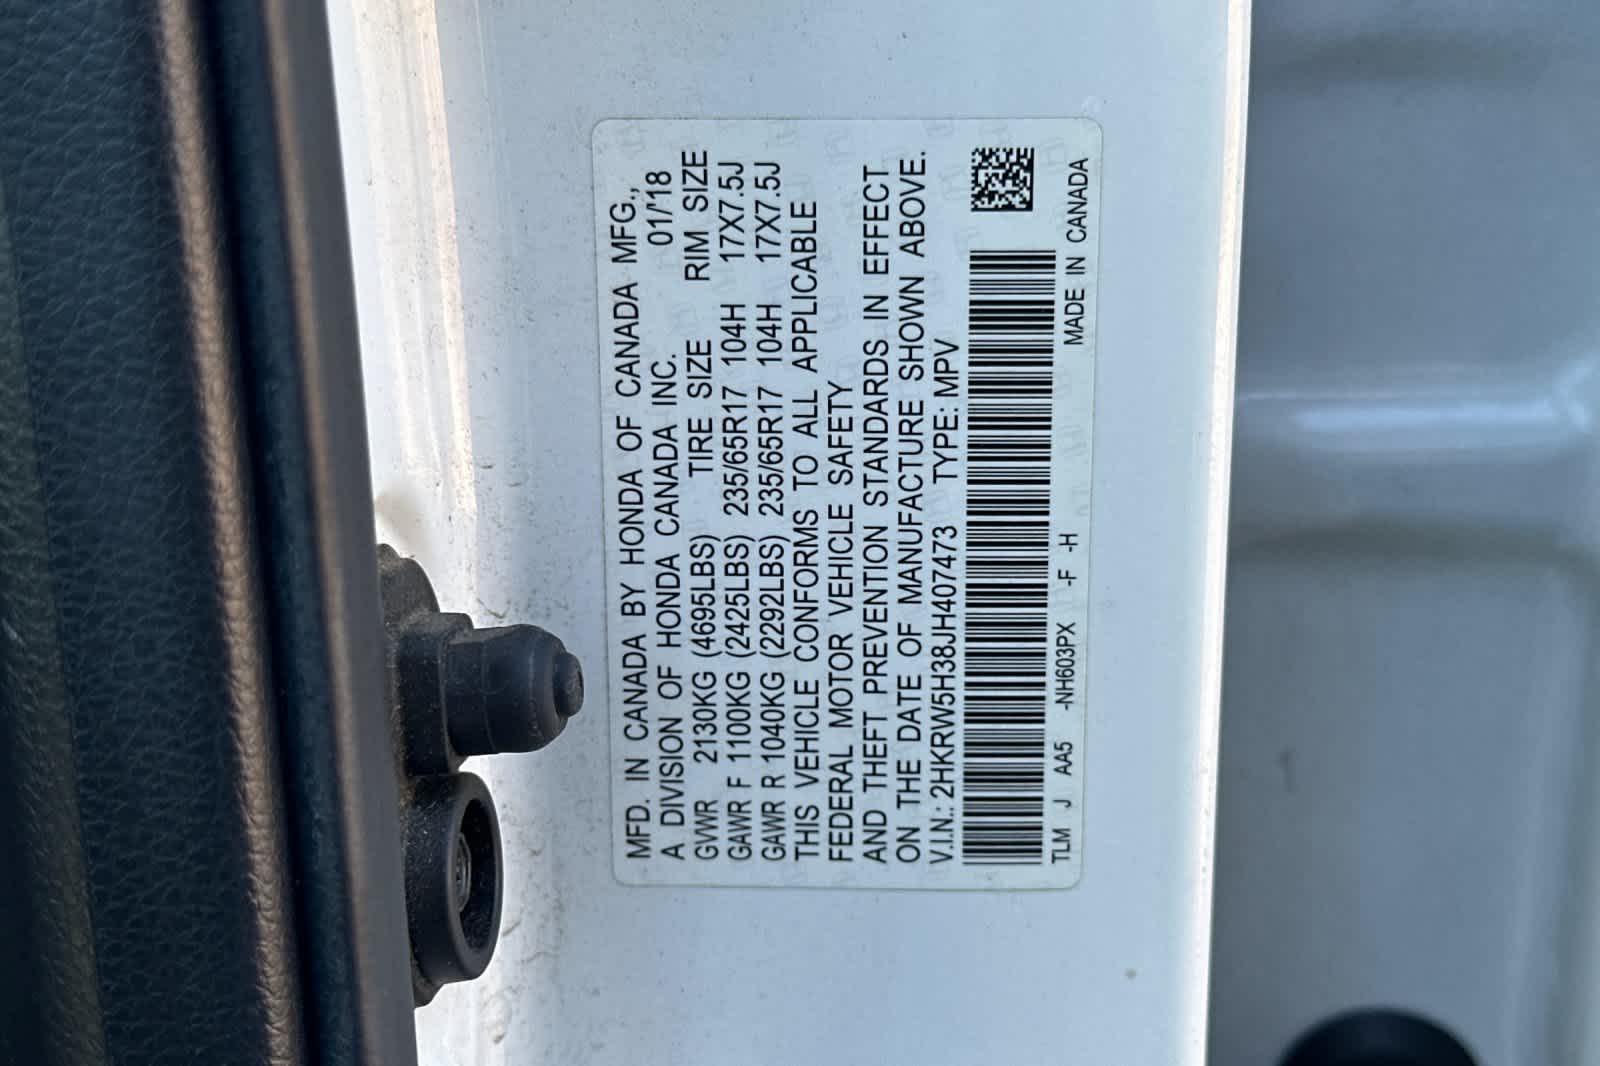 MFD. IN CANADA BY HONDA OF CANADA MFG.,
A DIVISION OF HONDA CANADA INC. 01/'18
GVWR 2130KG (4695LBS) TIRE SIZE RIM SIZE
GAWR F 1100KG (2425LBS) 235/65R17 104H 17X7.5J
GAWR R 1040KG (2292LBS) 235/65R17 104H 17X7.5J
THIS VEHICLE CONFORMS TO ALL APPLICABLE
FEDERAL MOTOR VEHICLE SAFETY
AND THEFT PREVENTION STANDARDS IN EFFECT
ON THE DATE OF MANUFACTURE SHOWN ABOVE.
V.I.N.: 2HKRW5H38JH407473 TYPE: MPV
TLM J AA5 -NH603PX -F -H MADE IN CANADA